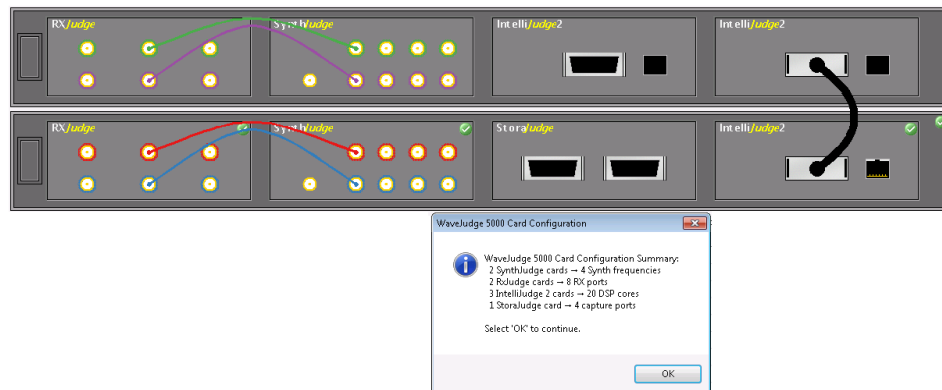 RXJudge
SynthJudge
IntelliJudge2
IntelliJudge2
RXJudge
SynthJudge
StoraJudge
IntelliJudge2
WaveJudge 5000 Card Configuration
WaveJudge 5000 Card Configuration Summary:
2 SynthJudge cards → 4 Synth frequencies
2 RxJudge cards → 8 RX ports
3 IntelliJudge 2 cards → 20 DSP cores
1 StoraJudge card → 4 capture ports
Select 'OK' to continue.
OK